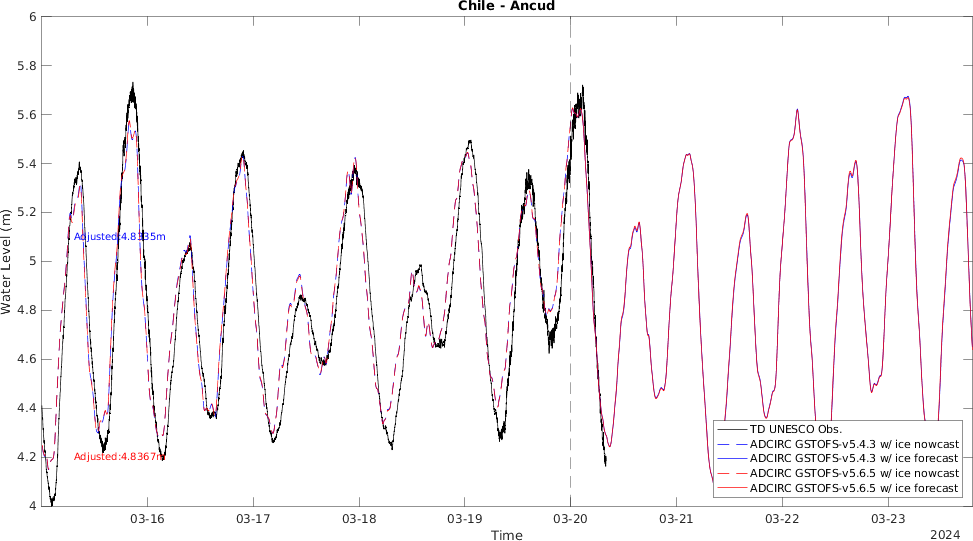 Chile - Ancud
Water Level (m)
6
5.8
5.6
5.4
5.2
5
4.8
4.6
4.4
4.2
4
Adjusted:4.8335m
Adjusted:4.8367m
TD UNESCO Obs.
ADCIRC GSTOFS-v5.4.3 w/ ice nowcast
ADCIRC GSTOFS-v5.4.3 w/ ice forecast
ADCIRC GSTOFS-v5.6.5 w/ ice nowcast
ADCIRC GSTOFS-v5.6.5 w/ ice forecast
03-16 03-17 03-18 03-19 03-20 03-21 03-22 03-23
Time
2024